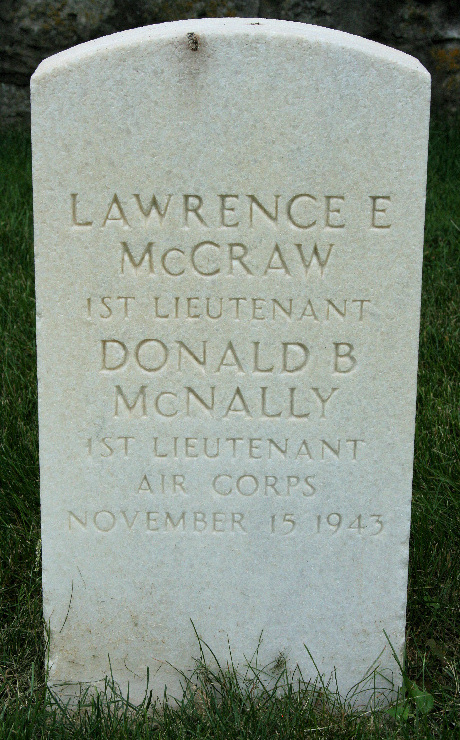 LAWRENCE E
McCRAW
1ST LIEUTENANT
DONALD B
McNALLY
1ST LIEUTENANT
AIR CORPS
NOVEMBER 15 1943